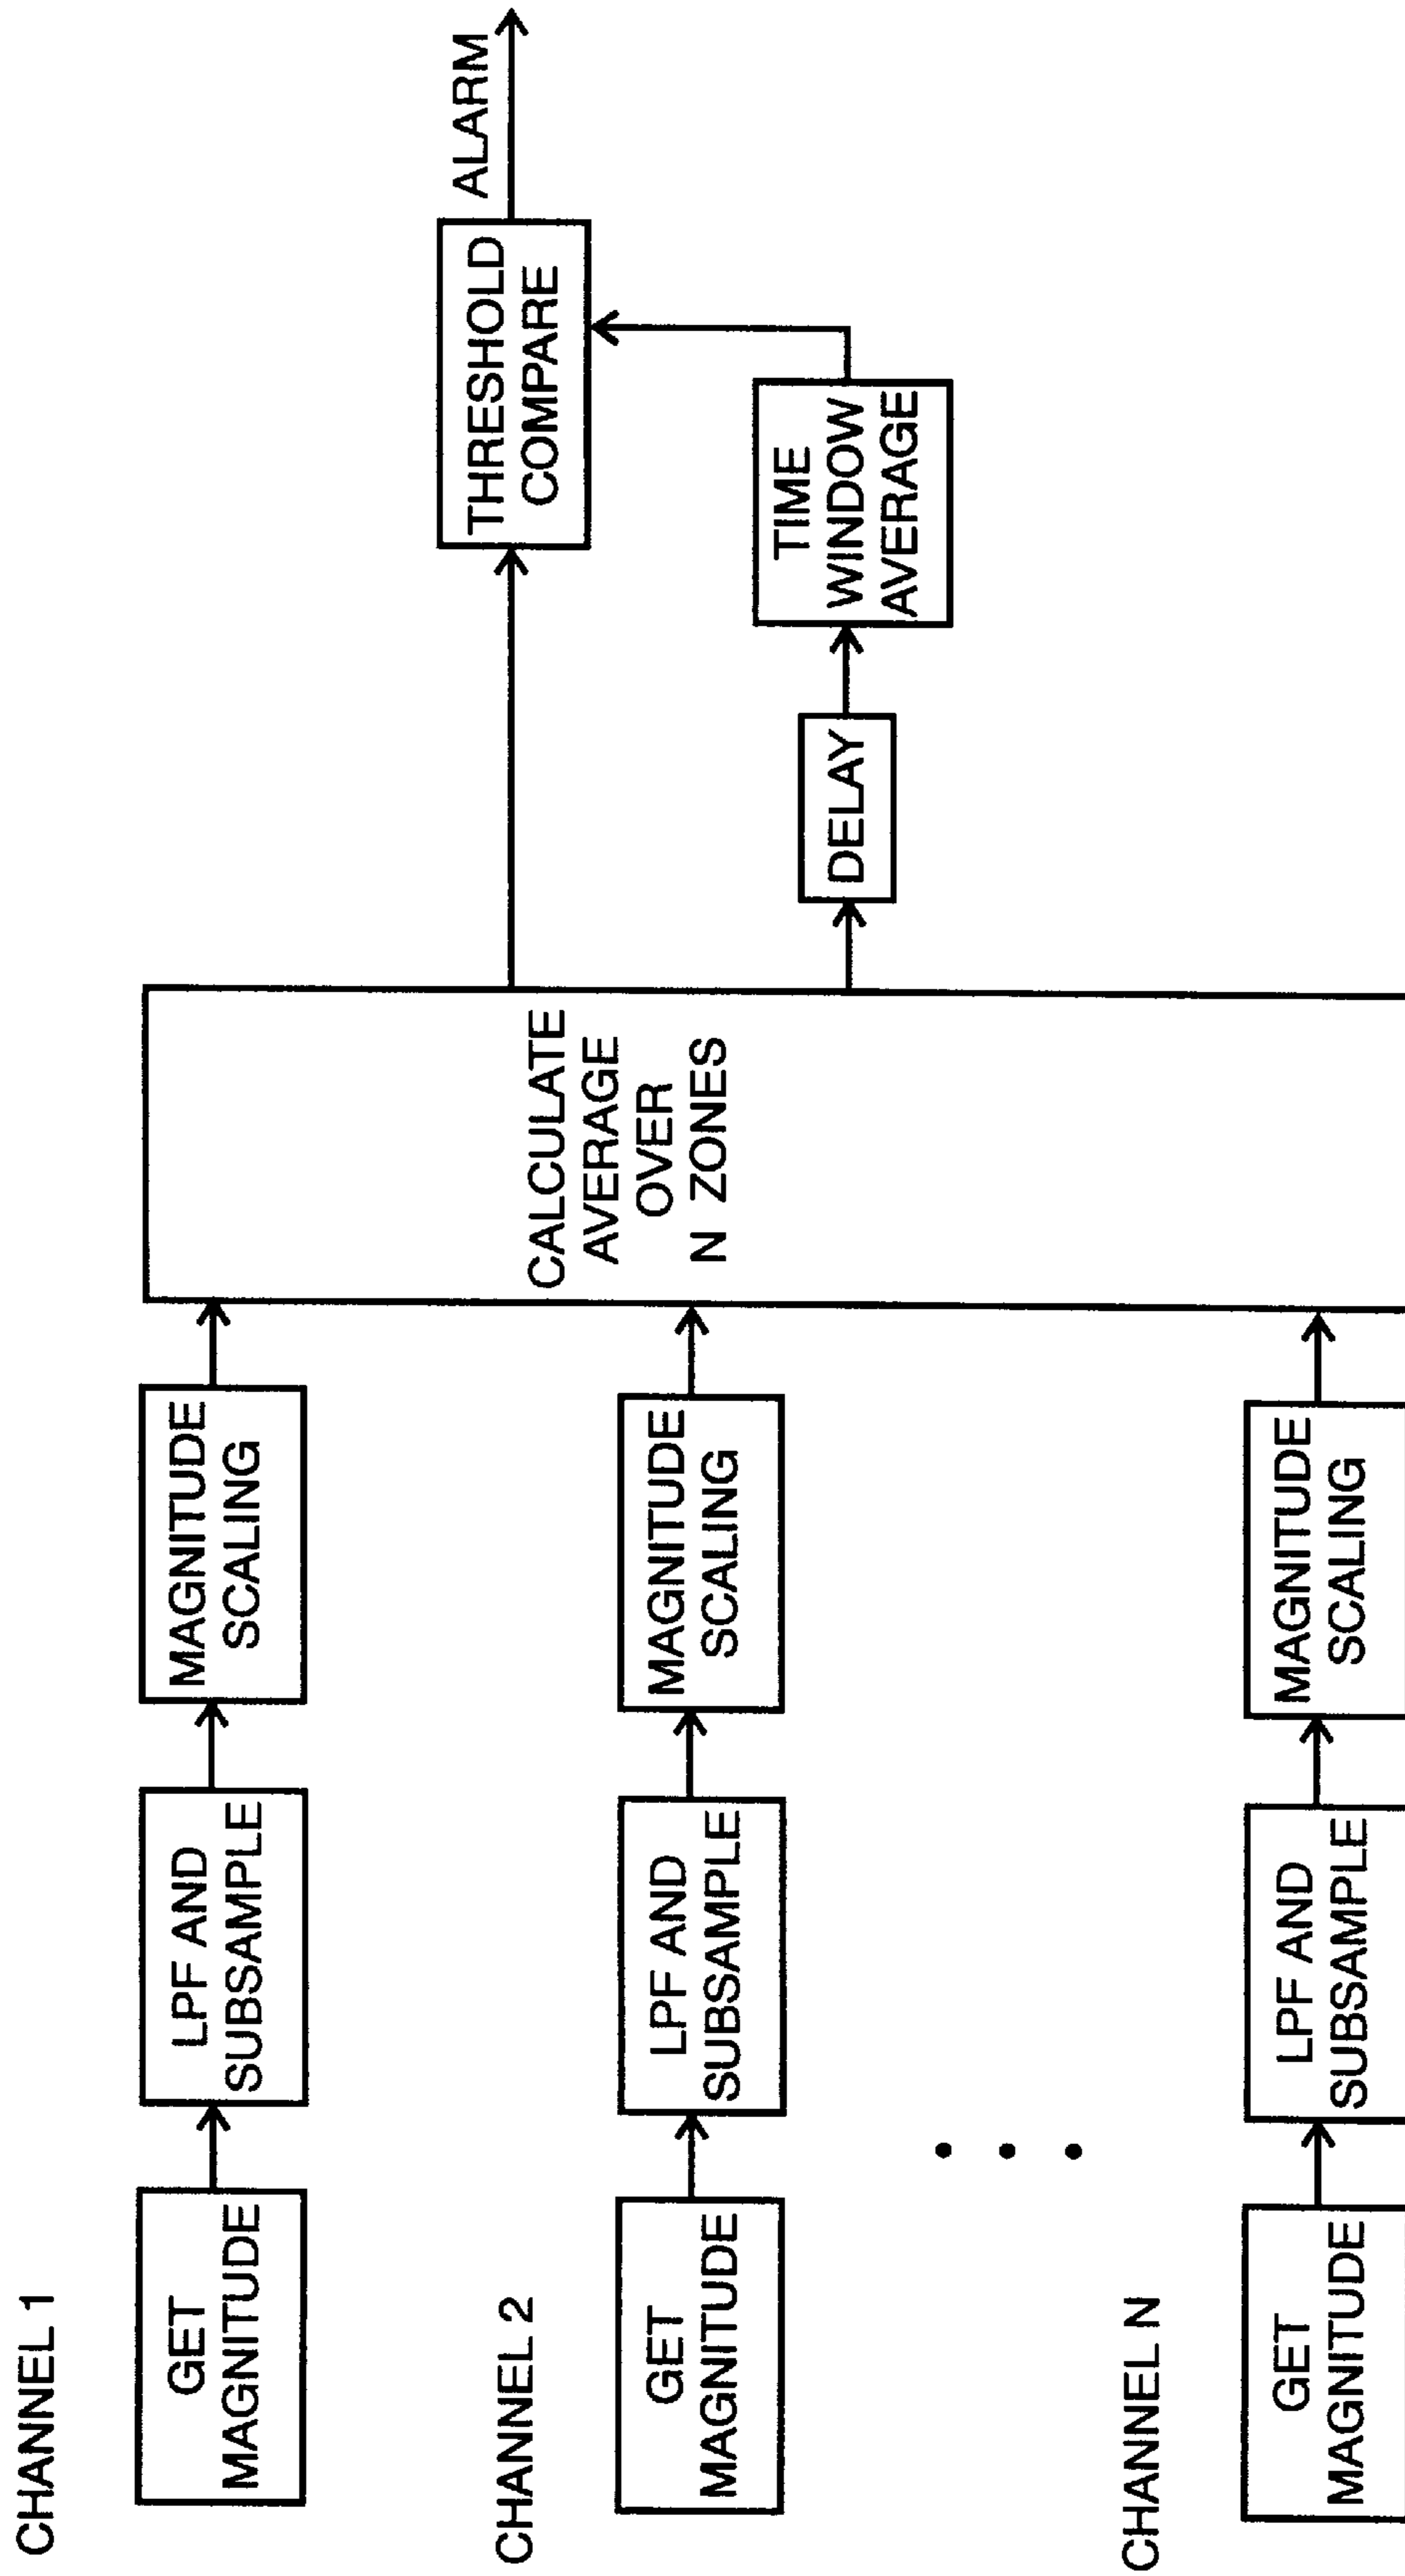 CHANNEL 1
GET
MAGNITUDE
LPF AND
SUBSAMPLE
MAGNITUDE
SCALING
CHANNEL 2
GET
MAGNITUDE
LPF AND
SUBSAMPLE
MAGNITUDE
SCALING
CHANNEL N
GET
MAGNITUDE
LPF AND
SUBSAMPLE
MAGNITUDE
SCALING
CALCULATE
AVERAGE
OVER
N ZONES
THRESHOLD
COMPARE
ALARM
DELAY
TIME
WINDOW
AVERAGE